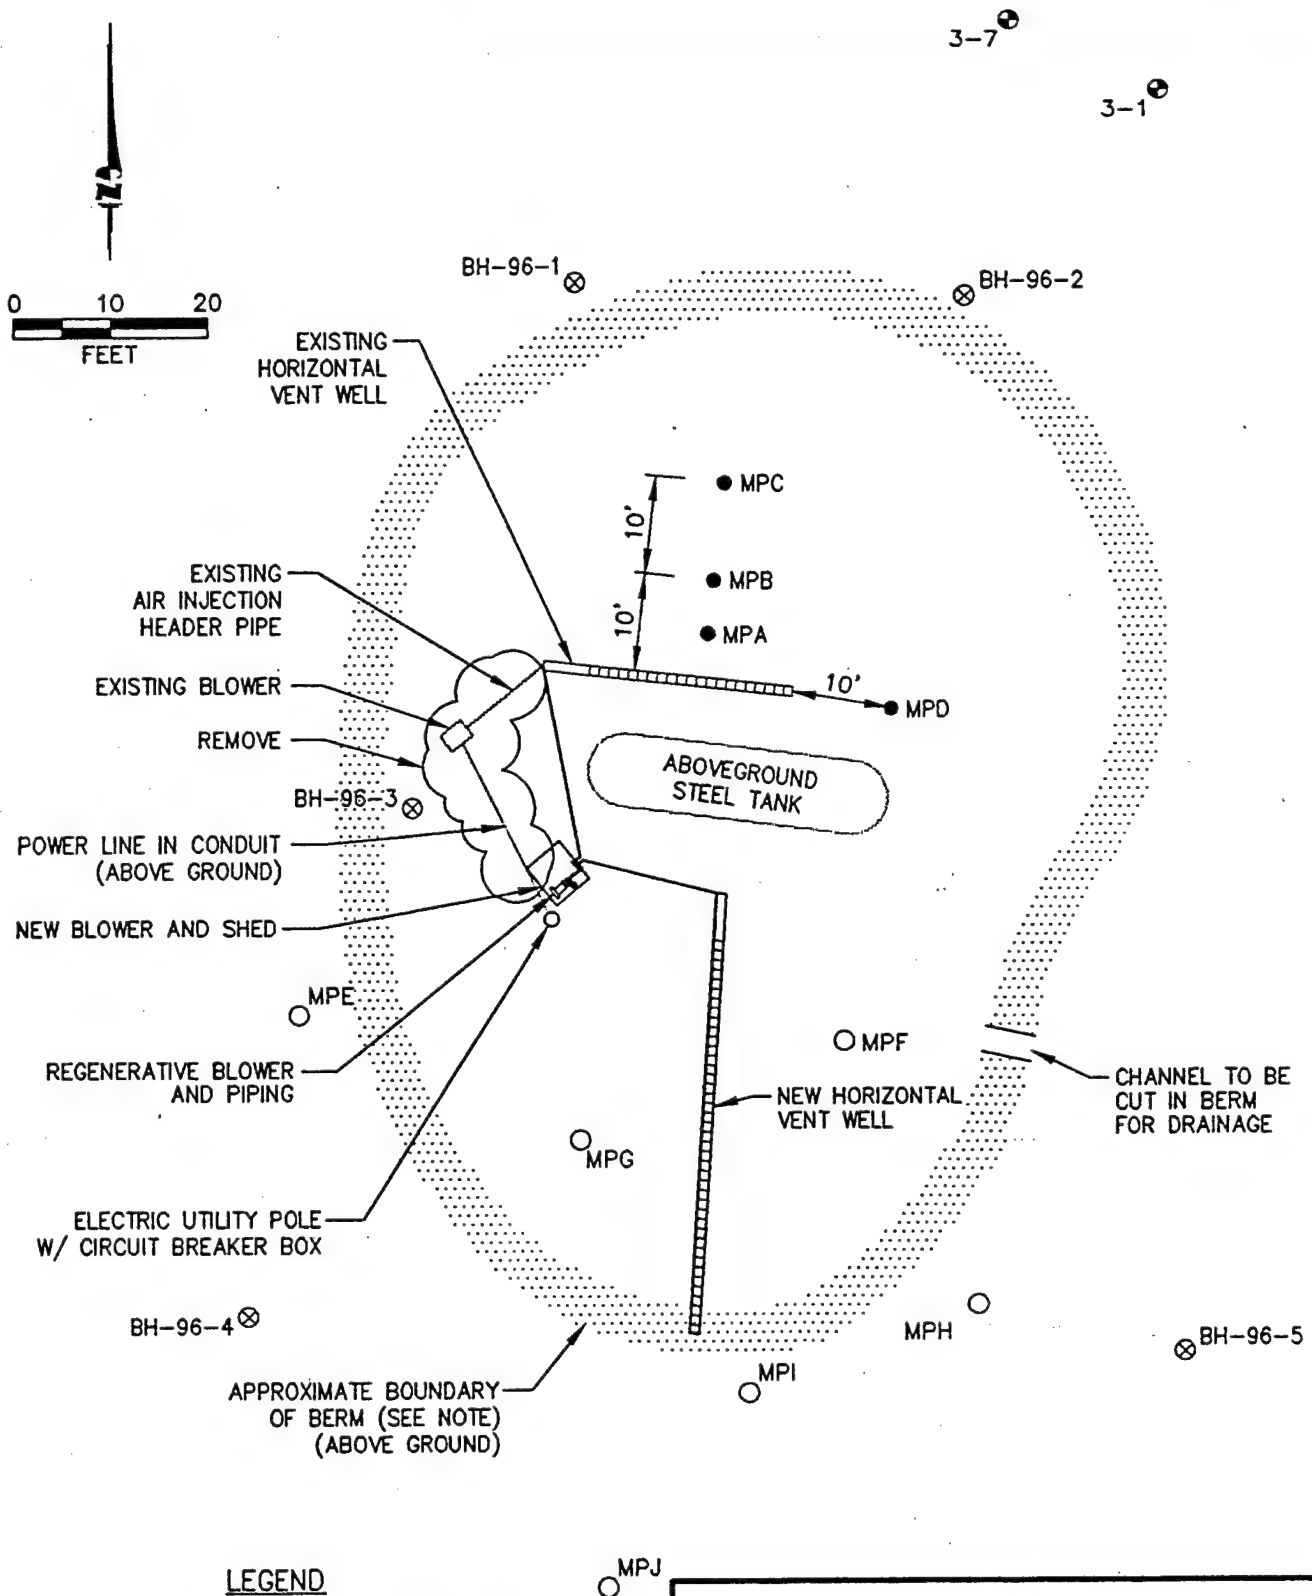 3-7
3-1
N
BH-96-1
BH-96-2
0 10 20
FEET
EXISTING
HORIZONTAL
VENT WELL
MPC
10'
EXISTING
AIR INJECTION
HEADER PIPE
MPB
10'
MPA
EXISTING BLOWER
10'
MPD
REMOVE
ABOVEGROUND
STEEL TANK
BH-96-3
POWER LINE IN CONDUIT
(ABOVE GROUND)
NEW BLOWER AND SHED
MPE
MPF
REGENERATIVE BLOWER
AND PIPING
NEW HORIZONTAL
VENT WELL
CHANNEL TO BE
CUT IN BERM
FOR DRAINAGE
MPG
ELECTRIC UTILITY POLE
W/ CIRCUIT BREAKER BOX
BH-96-4
MPH
BH-96-5
MPI
APPROXIMATE BOUNDARY
OF BERM (SEE NOTE)
(ABOVE GROUND)
LEGEND
MPJ